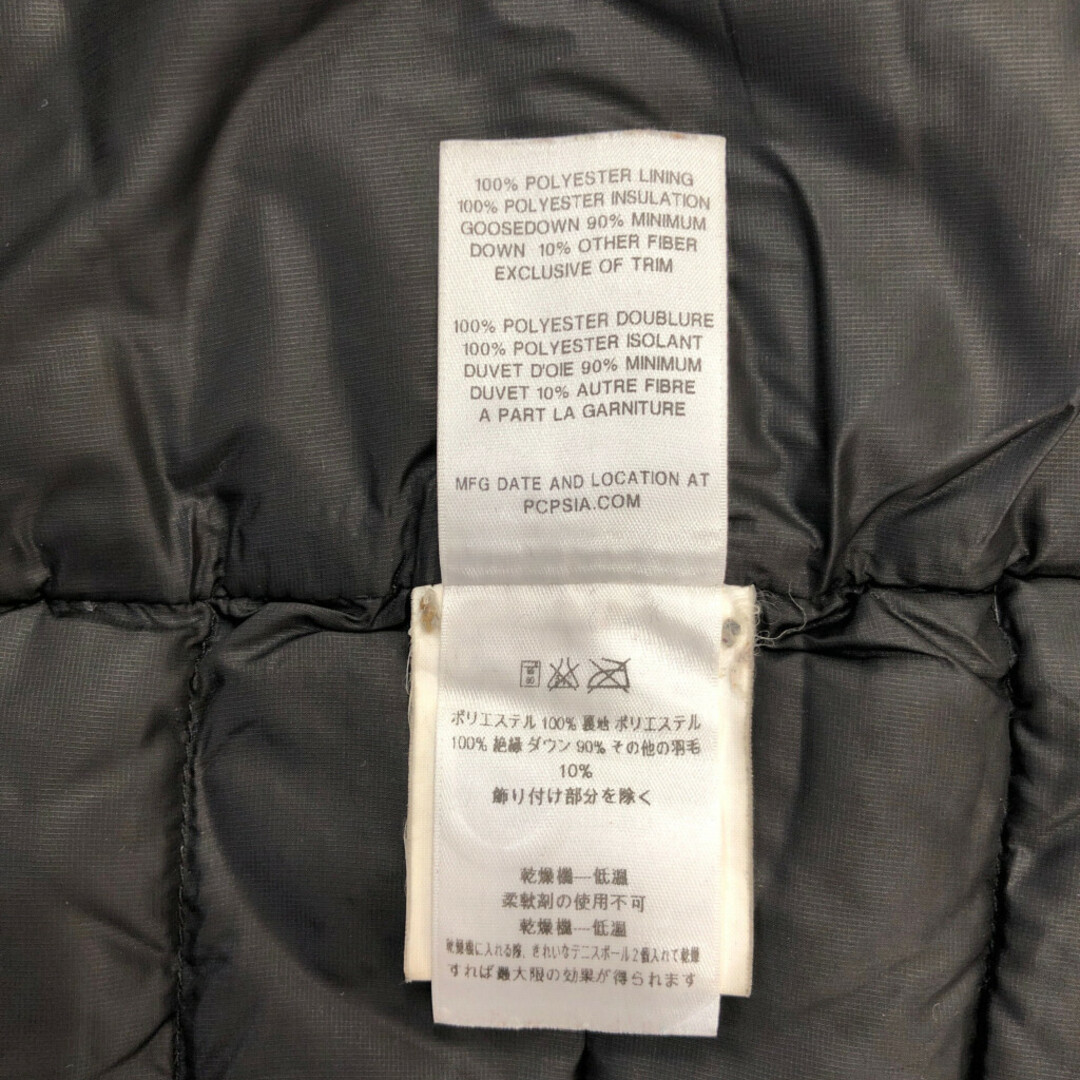 100% POLYESTER LINING
100% POLYESTER INSULATION
GOOSEDOWN 90% MINIMUM
DOWN 10% OTHER FIBER
EXCLUSIVE OF TRIM
100% POLYESTER DOUBLURE
100% POLYESTER ISOLANT
DUVET D'OIE 90% MINIMUM
DUVET 10% AUTRE FIBRE
A PART LA GARNITURE
MFG DATE AND LOCATION AT
PCPSIA.COM
ポリエステル 100% 裏地 ポリエステル
100% 絶縁 ダウン 90% その他の羽毛
10%
飾り付け部分を除く
乾燥機―低温
柔軟剤の使用不可
乾燥機―低温
乾燥機に入れる際、きれいなテニスボール2個入れて乾燥
すれば最大限の効果が得られます